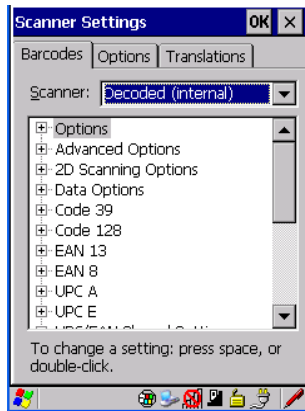 Scanner Settings OK ×
Barcodes Options Translations
Scanner: Decoded (internal)
Options
Advanced Options
2D Scanning Options
Data Options
Code 39
Code 128
EAN 13
EAN 8
UPC A
UPC E
To change a setting: press space, or
double-click.